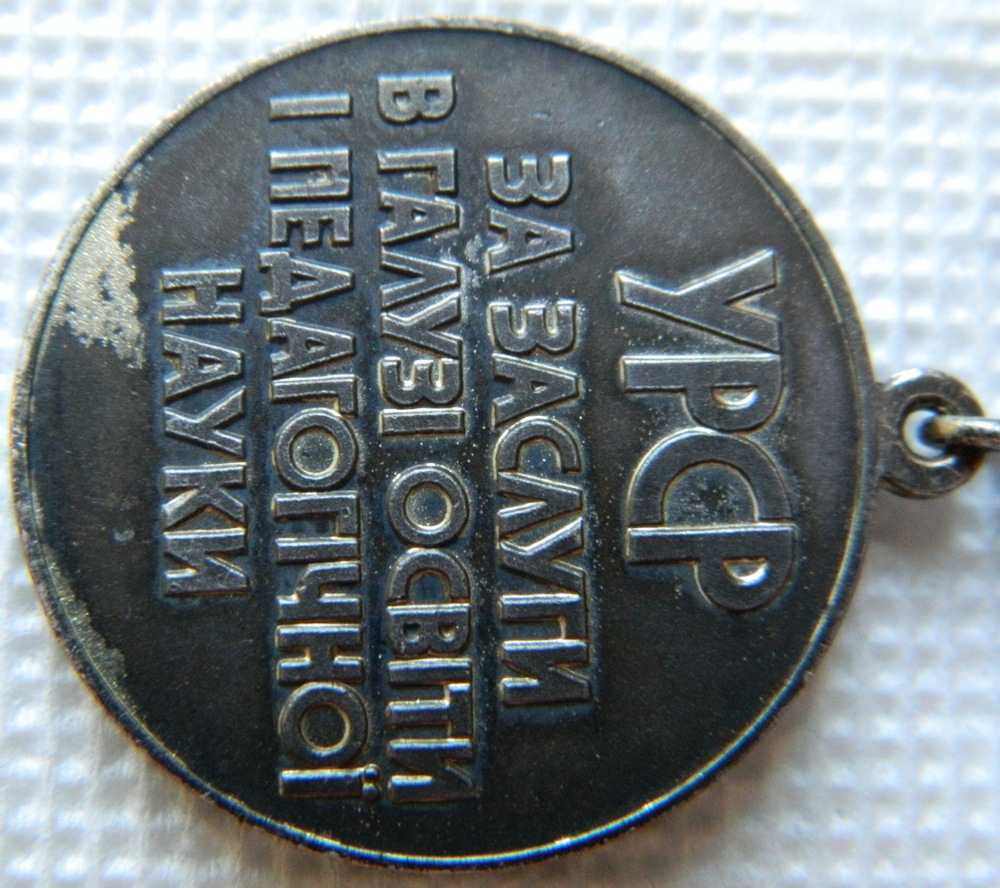 УРСР
ЗА ЗАСЛУГИ
В ГАЛУЗІ ОСВІТИ
І ПЕДАГОГІЧНОЇ
НАУКИ